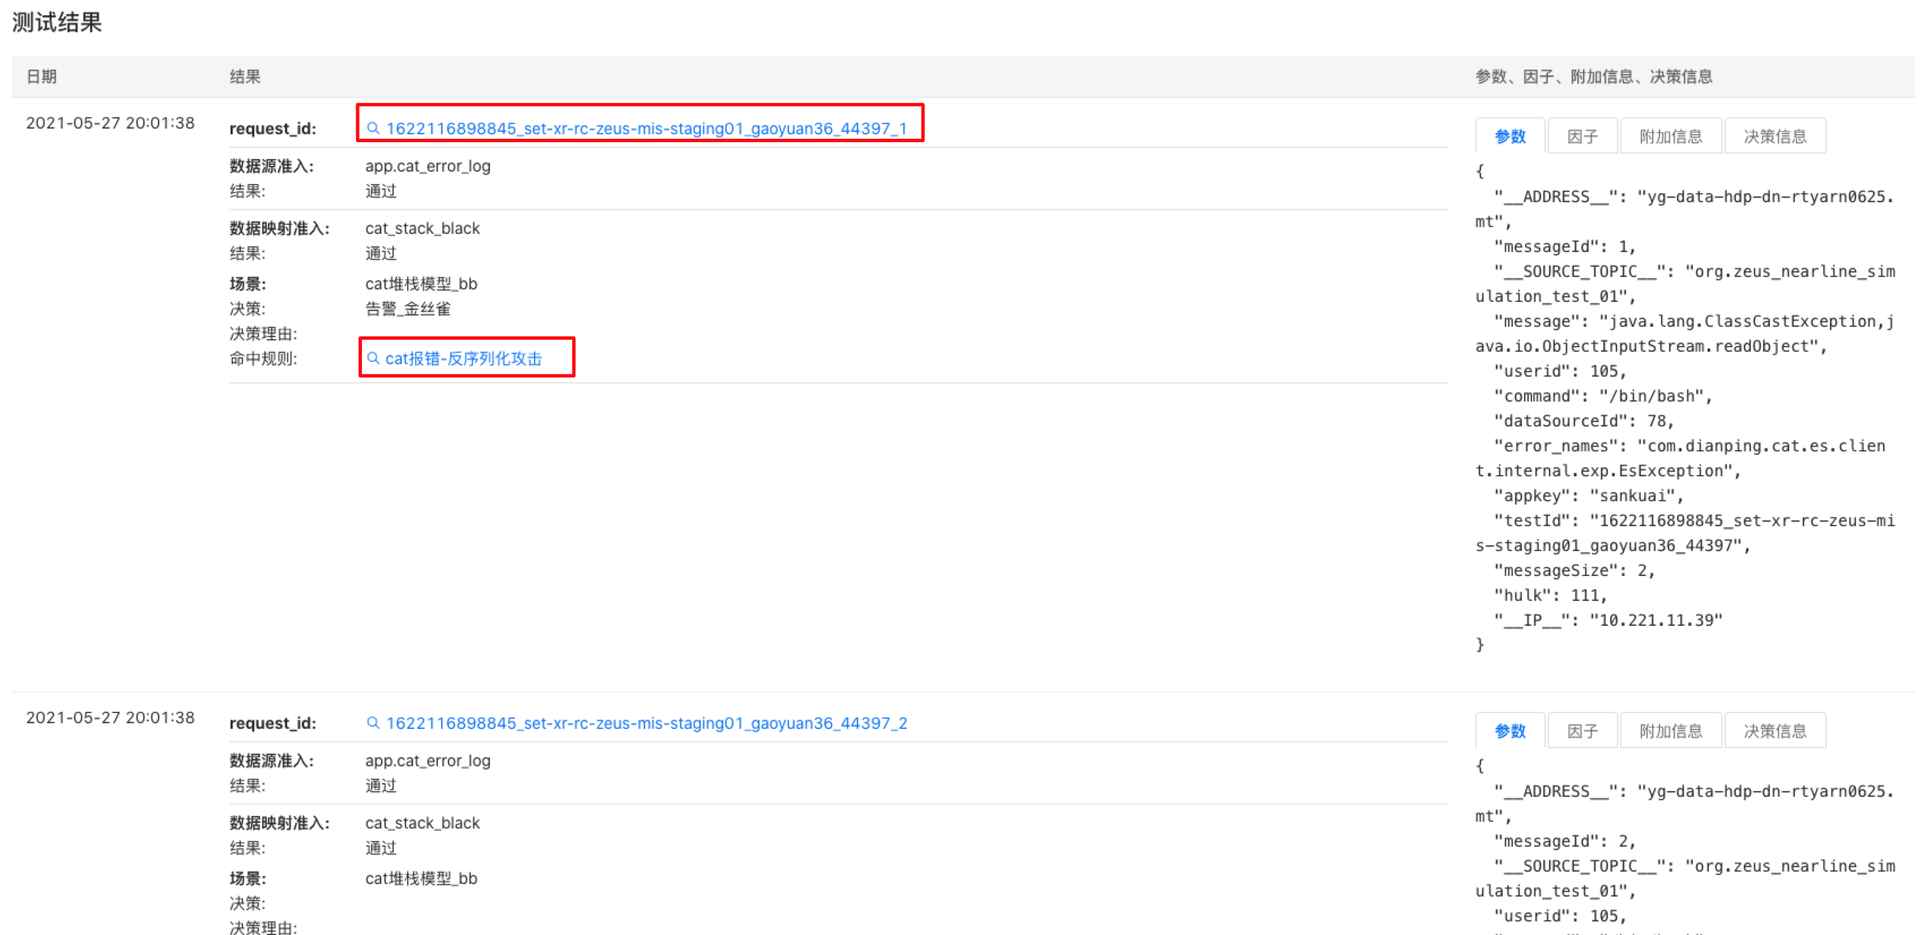 测试结果
日期 结果 参数、因子、附加信息、决策信息
2021-05-27 20:01:38
request_id: 1622116898845_set-xr-rc-zeus-mis-staging01_gaoyuan36_44397_1
数据源准入: app.cat_error_log
结果: 通过
数据映射准入: cat_stack_black
结果: 通过
场景: cat堆栈模型_bb
决策: 告警_金丝雀
决策理由:
命中规则: cat报错-反序列化攻击
参数 因子 附加信息 决策信息
{
"__ADDRESS__": "yg-data-hdp-dn-rtyarn0625.
mt",
"messageId": 1,
"__SOURCE_TOPIC__": "org.zeus_nearline_sim
ulation_test_01",
"message": "java.lang.ClassCastException,j
ava.io.ObjectInputStream.readObject",
"userid": 105,
"command": "/bin/bash",
"dataSourceId": 78,
"error_names": "com.dianping.cat.es.clien
t.internal.exp.EsException",
"appkey": "sankuai",
"testId": "1622116898845_set-xr-rc-zeus-mi
s-staging01_gaoyuan36_44397",
"messageSize": 2,
"hulk": 111,
"__IP__": "10.221.11.39"
}
2021-05-27 20:01:38
request_id: 1622116898845_set-xr-rc-zeus-mis-staging01_gaoyuan36_44397_2
数据源准入: app.cat_error_log
结果: 通过
数据映射准入: cat_stack_black
结果: 通过
场景: cat堆栈模型_bb
决策:
决策理由:
参数 因子 附加信息 决策信息
{
"__ADDRESS__": "yg-data-hdp-dn-rtyarn0625.
mt",
"messageId": 2,
"__SOURCE_TOPIC__": "org.zeus_nearline_sim
ulation_test_01",
"userid": 105,